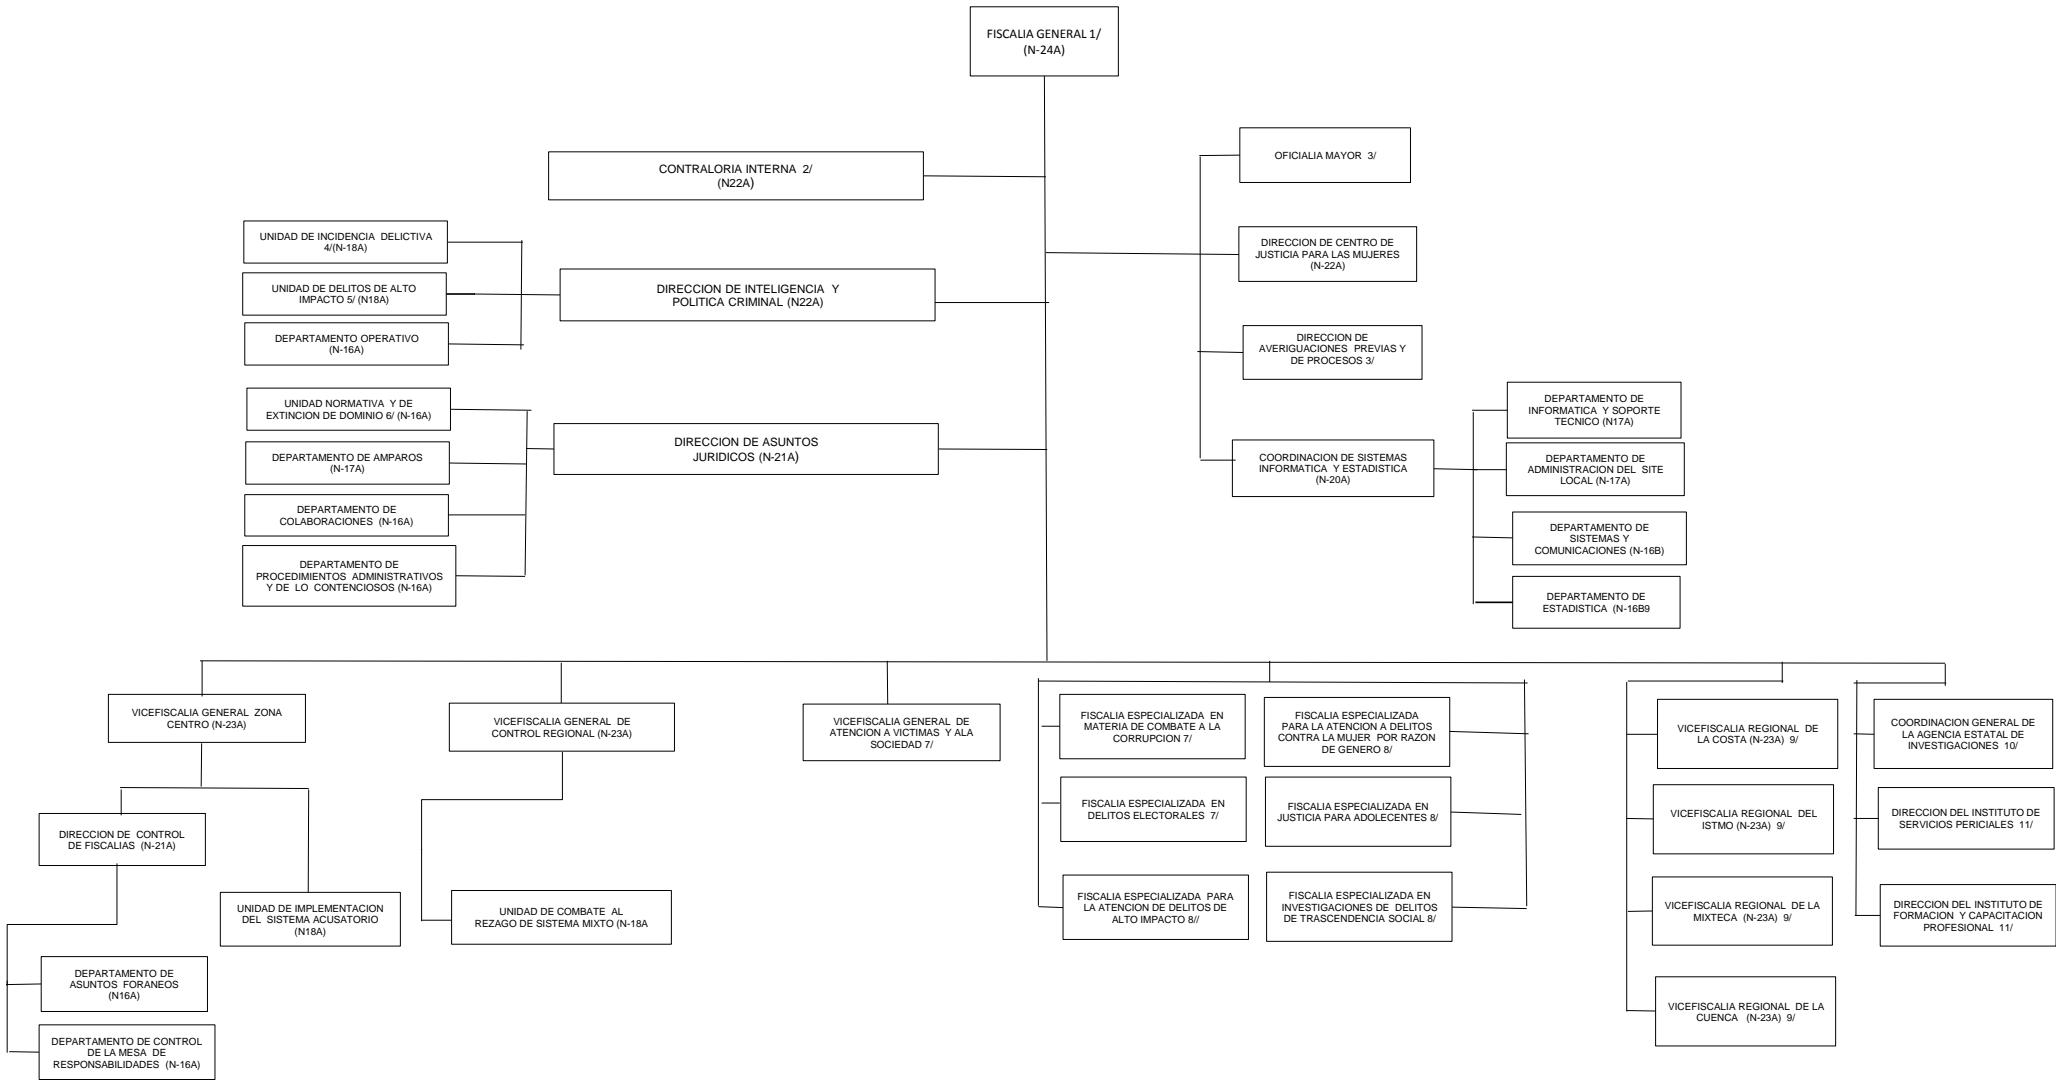 FISCALIA GENERAL 1/
(N-24A)
CONTRALORIA INTERNA 2/
(N22A)
OFICIALIA MAYOR 3/
UNIDAD DE INCIDENCIA DELICTIVA
4/(N-18A)
UNIDAD DE DELITOS DE ALTO
IMPACTO 5/ (N18A)
DEPARTAMENTO OPERATIVO
(N-16A)
DIRECCION DE INTELIGENCIA Y
POLITICA CRIMINAL (N22A)
DIRECCION DE CENTRO DE
JUSTICIA PARA LAS MUJERES
(N-22A)
DIRECCION DE
AVERIGUACIONES PREVIAS Y
DE PROCESOS 3/
UNIDAD NORMATIVA Y DE
EXTINCION DE DOMINIO 6/ (N-16A)
DEPARTAMENTO DE AMPAROS
(N-17A)
DEPARTAMENTO DE
COLABORACIONES (N-16A)
DEPARTAMENTO DE
PROCEDIMIENTOS ADMINISTRATIVOS
Y DE LO CONTENCIOSOS (N-16A)
DIRECCION DE ASUNTOS
JURIDICOS (N-21A)
COORDINACION DE SISTEMAS
INFORMATICA Y ESTADISTICA
(N-20A)
DEPARTAMENTO DE
INFORMATICA Y SOPORTE
TECNICO (N17A)
DEPARTAMENTO DE
ADMINISTRACION DEL SITE
LOCAL (N-17A)
DEPARTAMENTO DE
SISTEMAS Y
COMUNICACIONES (N-16B)
DEPARTAMENTO DE
ESTADISTICA (N-16B9
VICEFISCALIA GENERAL ZONA
CENTRO (N-23A)
VICEFISCALIA GENERAL DE
CONTROL REGIONAL (N-23A)
VICEFISCALIA GENERAL DE
ATENCION A VICTIMAS Y ALA
SOCIEDAD 7/
FISCALIA ESPECIALIZADA EN
MATERIA DE COMBATE A LA
CORRUPCION 7/
FISCALIA ESPECIALIZADA
PARA LA ATENCION A DELITOS
CONTRA LA MUJER POR RAZON
DE GENERO 8/
VICEFISCALIA REGIONAL DE
LA COSTA (N-23A) 9/
COORDINACION GENERAL DE
LA AGENCIA ESTATAL DE
INVESTIGACIONES 10/
DIRECCION DE CONTROL
DE FISCALIAS (N-21A)
FISCALIA ESPECIALIZADA EN
DELITOS ELECTORALES 7/
FISCALIA ESPECIALIZADA EN
JUSTICIA PARA ADOLECENTES 8/
VICEFISCALIA REGIONAL DEL
ISTMO (N-23A) 9/
DIRECCION DEL INSTITUTO DE
SERVICIOS PERICIALES 11/
UNIDAD DE IMPLEMENTACION
DEL SISTEMA ACUSATORIO
(N18A)
UNIDAD DE COMBATE AL
REZAGO DE SISTEMA MIXTO (N-18A
FISCALIA ESPECIALIZADA PARA
LA ATENCION DE DELITOS DE
ALTO IMPACTO 8//
FISCALIA ESPECIALIZADA EN
INVESTIGACIONES DE DELITOS
DE TRASCENDENCIA SOCIAL 8/
VICEFISCALIA REGIONAL DE LA
MIXTECA (N-23A) 9/
DIRECCION DEL INSTITUTO DE
FORMACION Y CAPACITACION
PROFESIONAL 11/
DEPARTAMENTO DE
ASUNTOS FORANEOS
(N16A)
VICEFISCALIA REGIONAL DE LA
CUENCA (N-23A) 9/
DEPARTAMENTO DE CONTROL
DE LA MESA DE
RESPONSABILIDADES (N-16A)